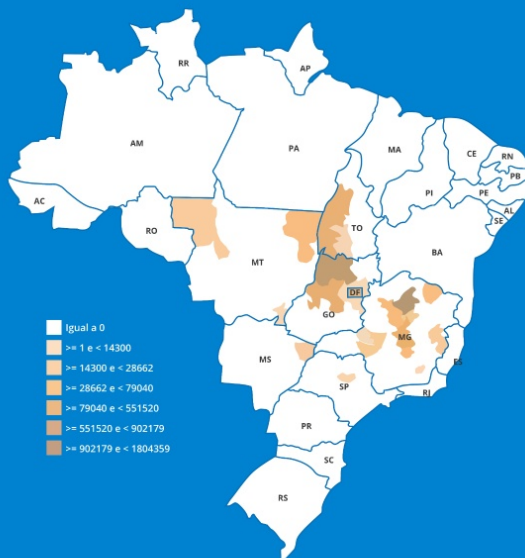 RR
AP
AM
PA
MA
CE
RN
PB
PI
PE
AL
SE
AC
RO
TO
BA
MT
DF
GO
MG
ES
MS
SP
RJ
PR
SC
RS
Igual a 0
>= 1 e < 14300
>= 14300 e < 28662
>= 28662 e < 79040
>= 79040 e < 551520
>= 551520 e < 902179
>= 902179 e < 1804359